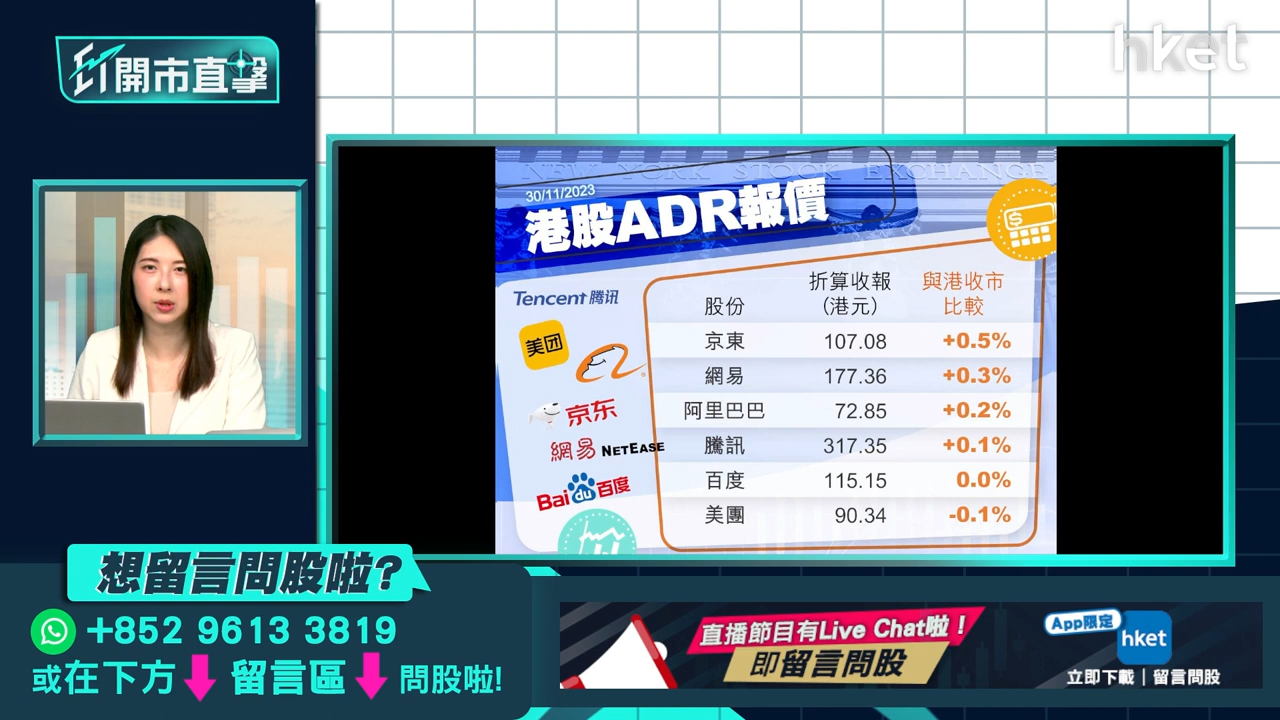 ET開市直擊
hket
NEW YORK STOCK EXCHANGE
30/11/2023
港股ADR報價
Tencent 腾讯
美团
京东
網易 NETEASE
Bai du 百度
股份 折算收報(港元) 與港收市比較
京東 107.08 +0.5%
網易 177.36 +0.3%
阿里巴巴 72.85 +0.2%
騰訊 317.35 +0.1%
百度 115.15 0.0%
美團 90.34 -0.1%
想留言問股啦?
+852 9613 3819
或在下方 留言區 問股啦!
直播節目有Live Chat啦!
即留言問股
App限定
hket
立即下載|留言問股